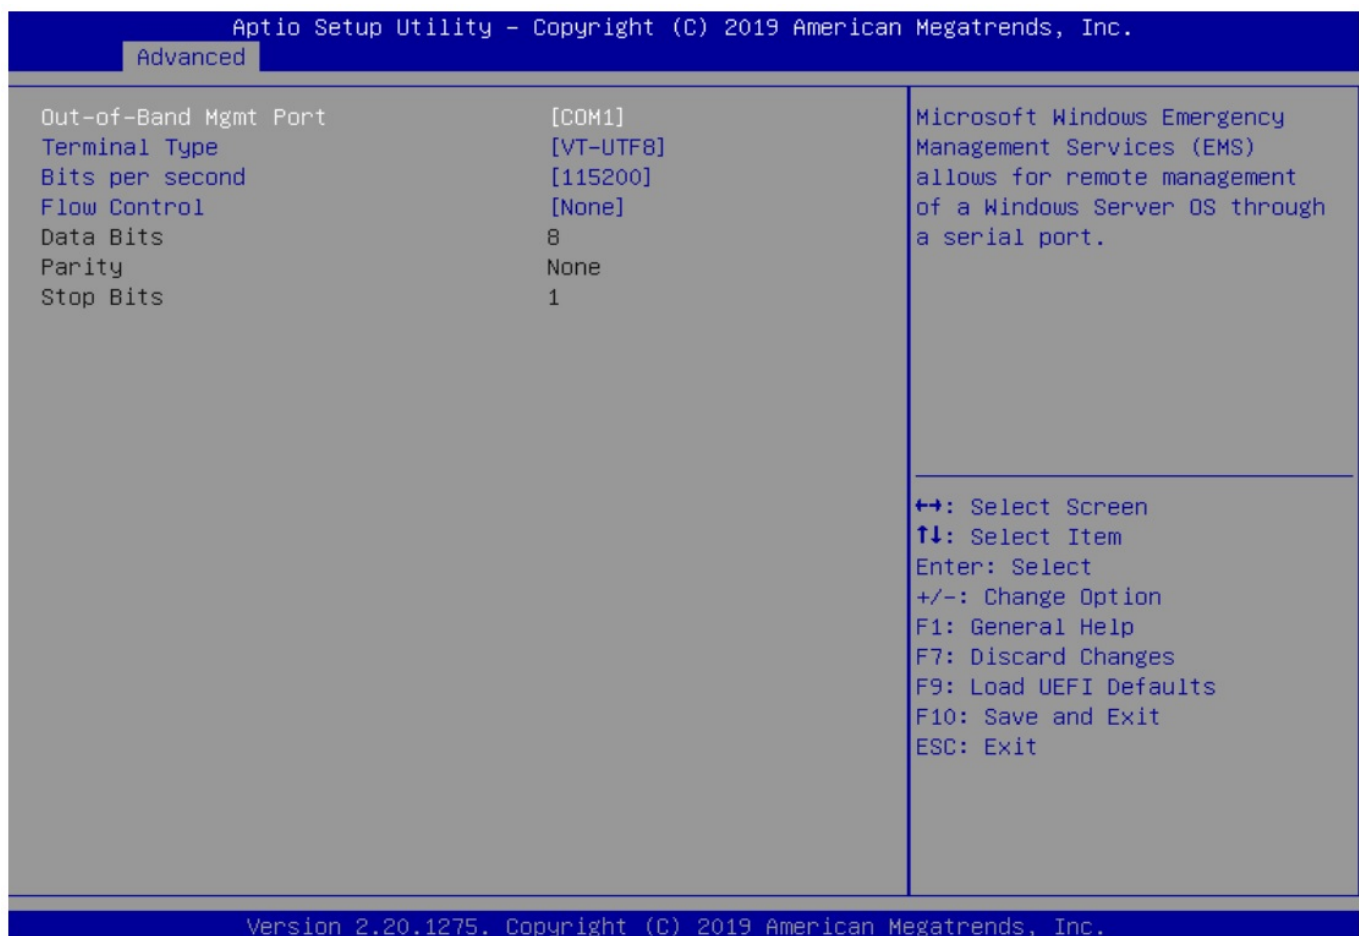 Aptio Setup Utility – Copyright (C) 2019 American Megatrends, Inc.
Advanced
Out-of-Band Mgmt Port [COM1]
Terminal Type [VT-UTF8]
Bits per second [115200]
Flow Control [None]
Data Bits 8
Parity None
Stop Bits 1
Microsoft Windows Emergency
Management Services (EMS)
allows for remote management
of a Windows Server OS through
a serial port.
↔: Select Screen
↑↓: Select Item
Enter: Select
+/-: Change Option
F1: General Help
F7: Discard Changes
F9: Load UEFI Defaults
F10: Save and Exit
ESC: Exit
Version 2.20.1275. Copyright (C) 2019 American Megatrends, Inc.